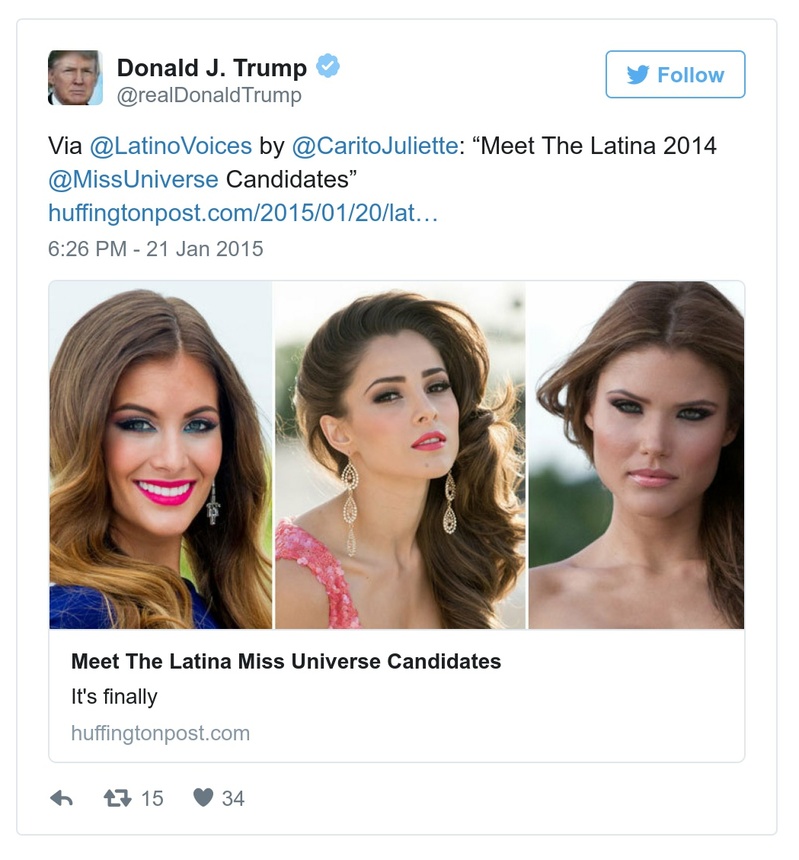 Donald J. Trump
@realDonaldTrump
Follow
Via @LatinoVoices by @CaritoJuliette: “Meet The Latina 2014
@MissUniverse Candidates”
huffingtonpost.com/2015/01/20/lat…
6:26 PM - 21 Jan 2015
Meet The Latina Miss Universe Candidates
It's finally
huffingtonpost.com
15
34